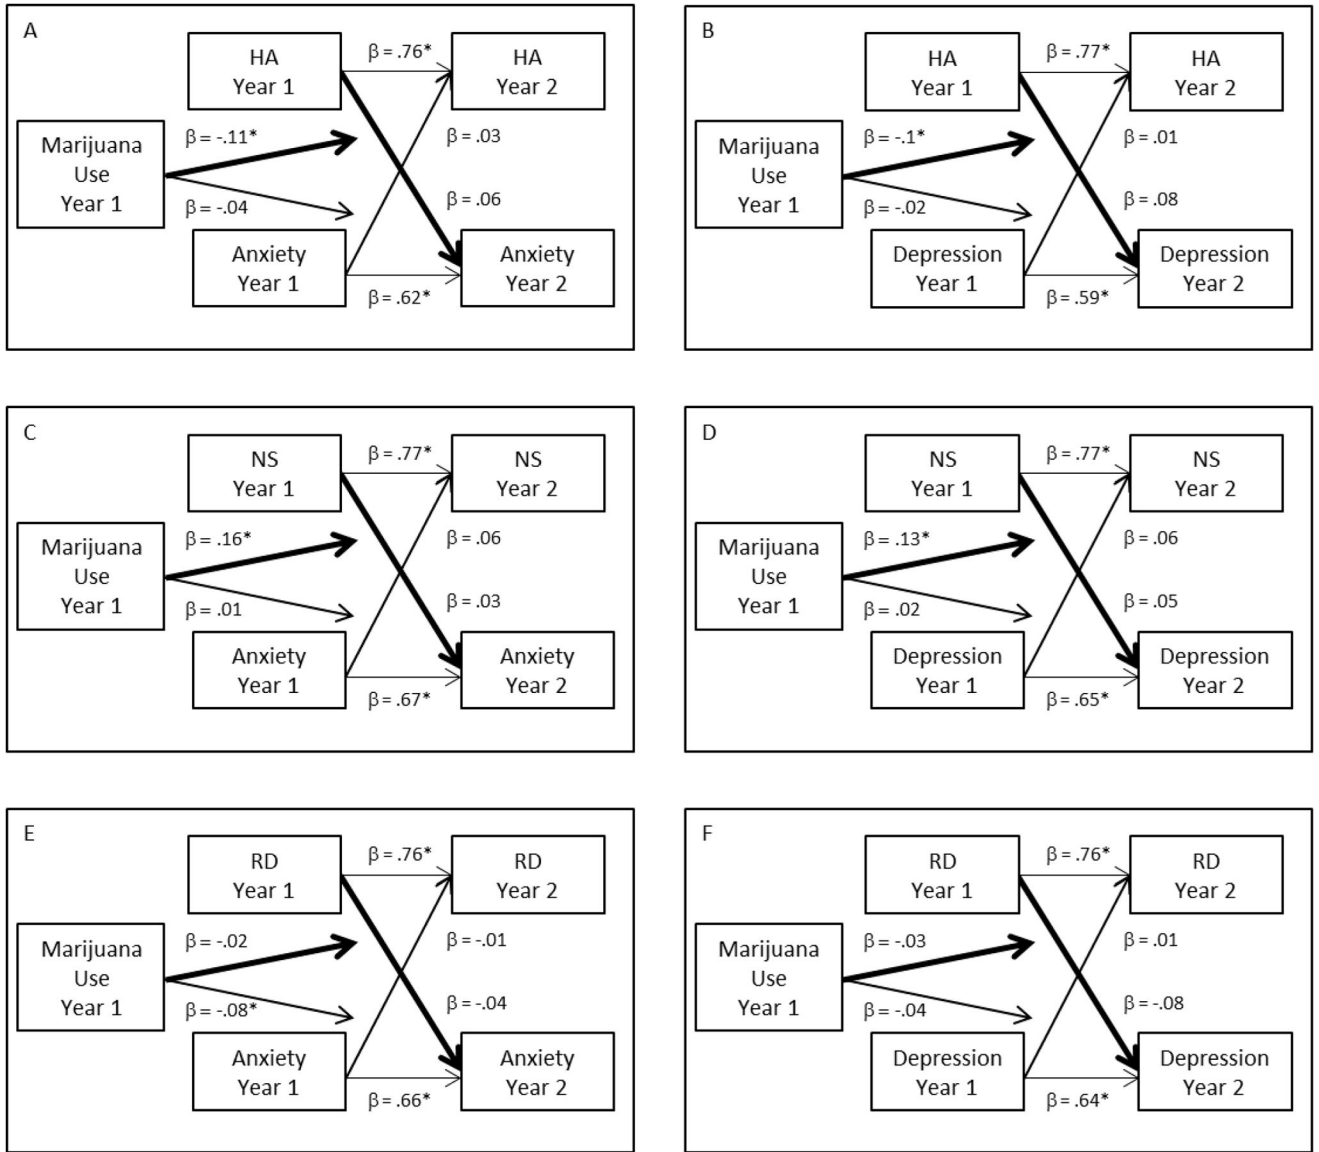 A
HA
Year 1
β = .76*
HA
Year 2
Marijuana
Use
Year 1
β = -.11*
β = -.04
β = .03
β = .06
Anxiety
Year 1
β = .62*
Anxiety
Year 2
B
HA
Year 1
β = .77*
HA
Year 2
Marijuana
Use
Year 1
β = -.1*
β = -.02
β = .01
β = .08
Depression
Year 1
β = .59*
Depression
Year 2
C
NS
Year 1
β = .77*
NS
Year 2
Marijuana
Use
Year 1
β = .16*
β = .01
β = .06
β = .03
Anxiety
Year 1
β = .67*
Anxiety
Year 2
D
NS
Year 1
β = .77*
NS
Year 2
Marijuana
Use
Year 1
β = .13*
β = .02
β = .06
β = .05
Depression
Year 1
β = .65*
Depression
Year 2
E
RD
Year 1
β = .76*
RD
Year 2
Marijuana
Use
Year 1
β = -.02
β = -.08*
β = -.01
β = -.04
Anxiety
Year 1
β = .66*
Anxiety
Year 2
F
RD
Year 1
β = .76*
RD
Year 2
Marijuana
Use
Year 1
β = -.03
β = -.04
β = .01
β = -.08
Depression
Year 1
β = .64*
Depression
Year 2